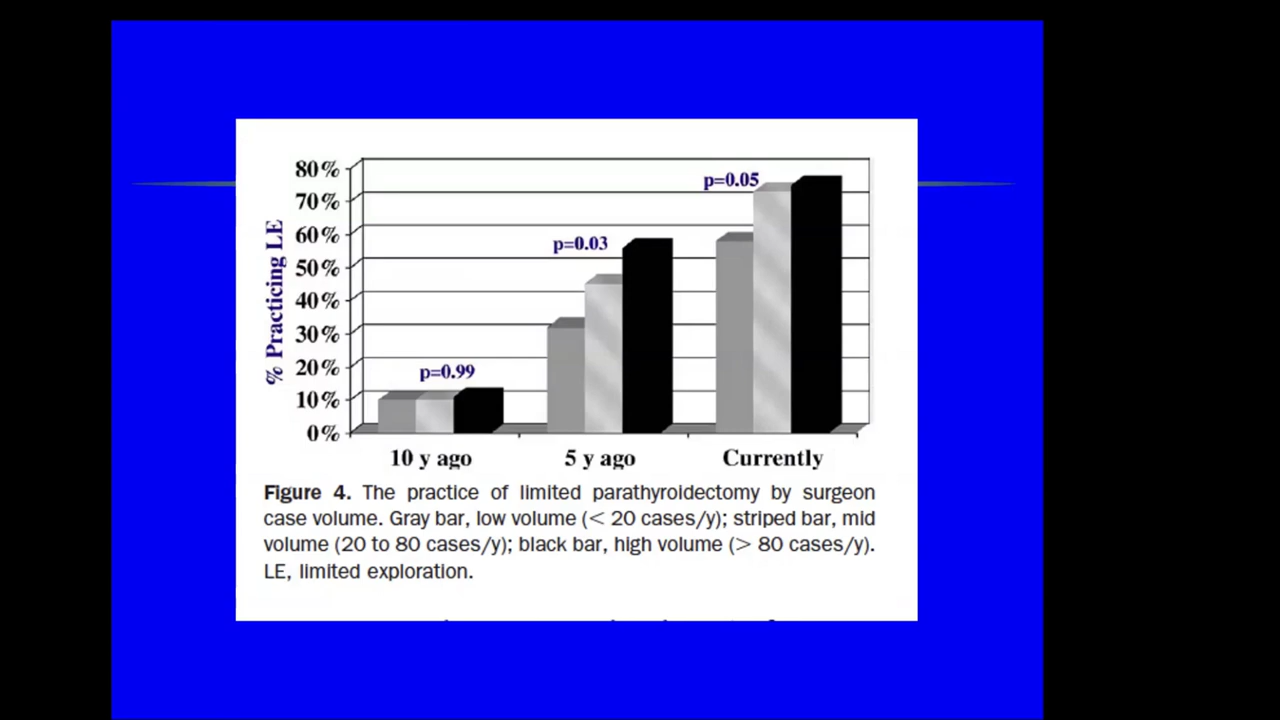 80%
70%
60%
50%
40%
30%
20%
10%
0%
% Practicing LE
p=0.99
p=0.03
p=0.05
10 y ago
5 y ago
Currently
Figure 4. The practice of limited parathyroidectomy by surgeon
case volume. Gray bar, low volume (< 20 cases/y); striped bar, mid
volume (20 to 80 cases/y); black bar, high volume (> 80 cases/y).
LE, limited exploration.